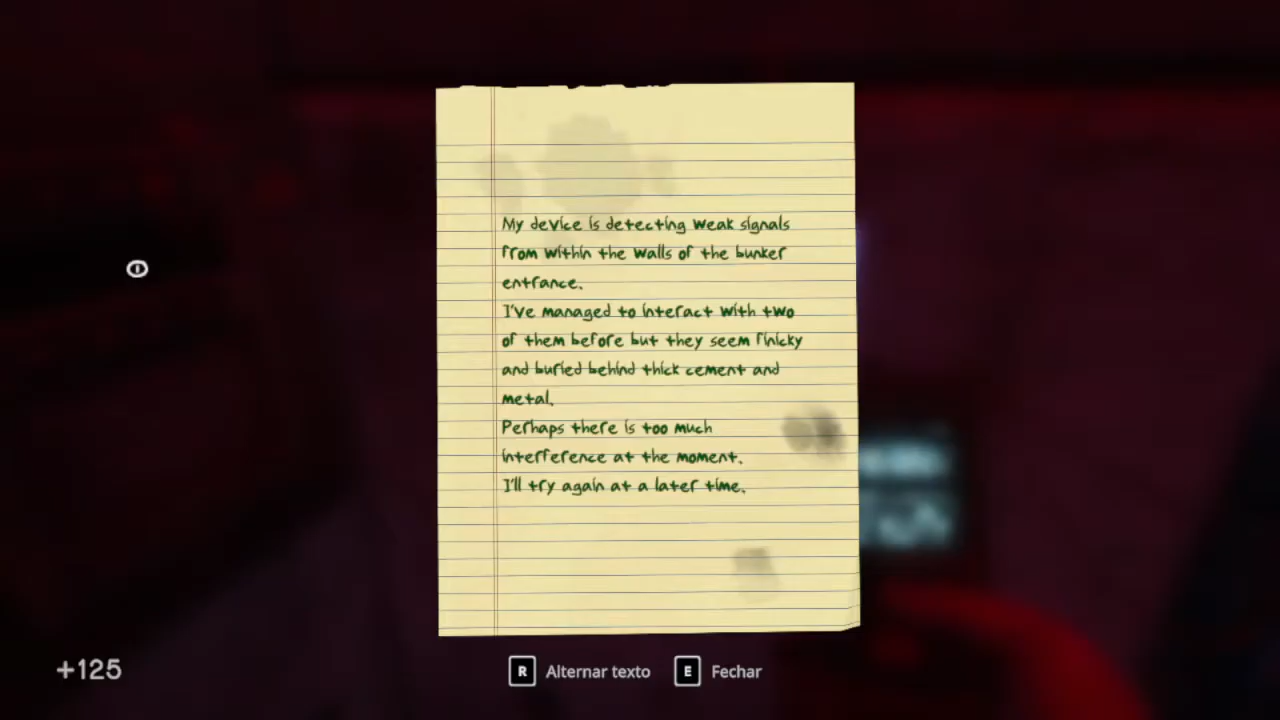 My device is detecting weak signals
from within the walls of the bunker
entrance.
I've managed to interact with two
of them before but they seem finicky
and buried behind thick cement and
metal.
Perhaps there is too much
interference at the moment.
I'll try again at a later time.
+125
R Alternar texto E Fechar